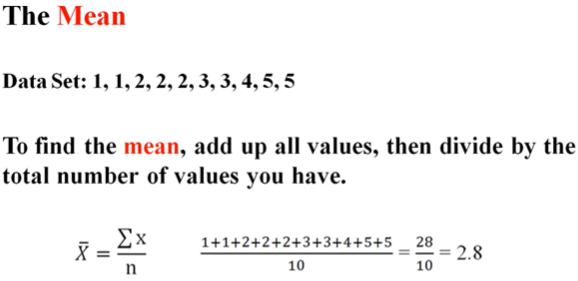 The Mean
Data Set: 1, 1, 2, 2, 2, 3, 3, 4, 5, 5
To find the mean, add up all values, then divide by the
total number of values you have.
X̄ = ∑x / n    1+1+2+2+2+3+3+4+5+5 / 10 = 28 / 10 = 2.8